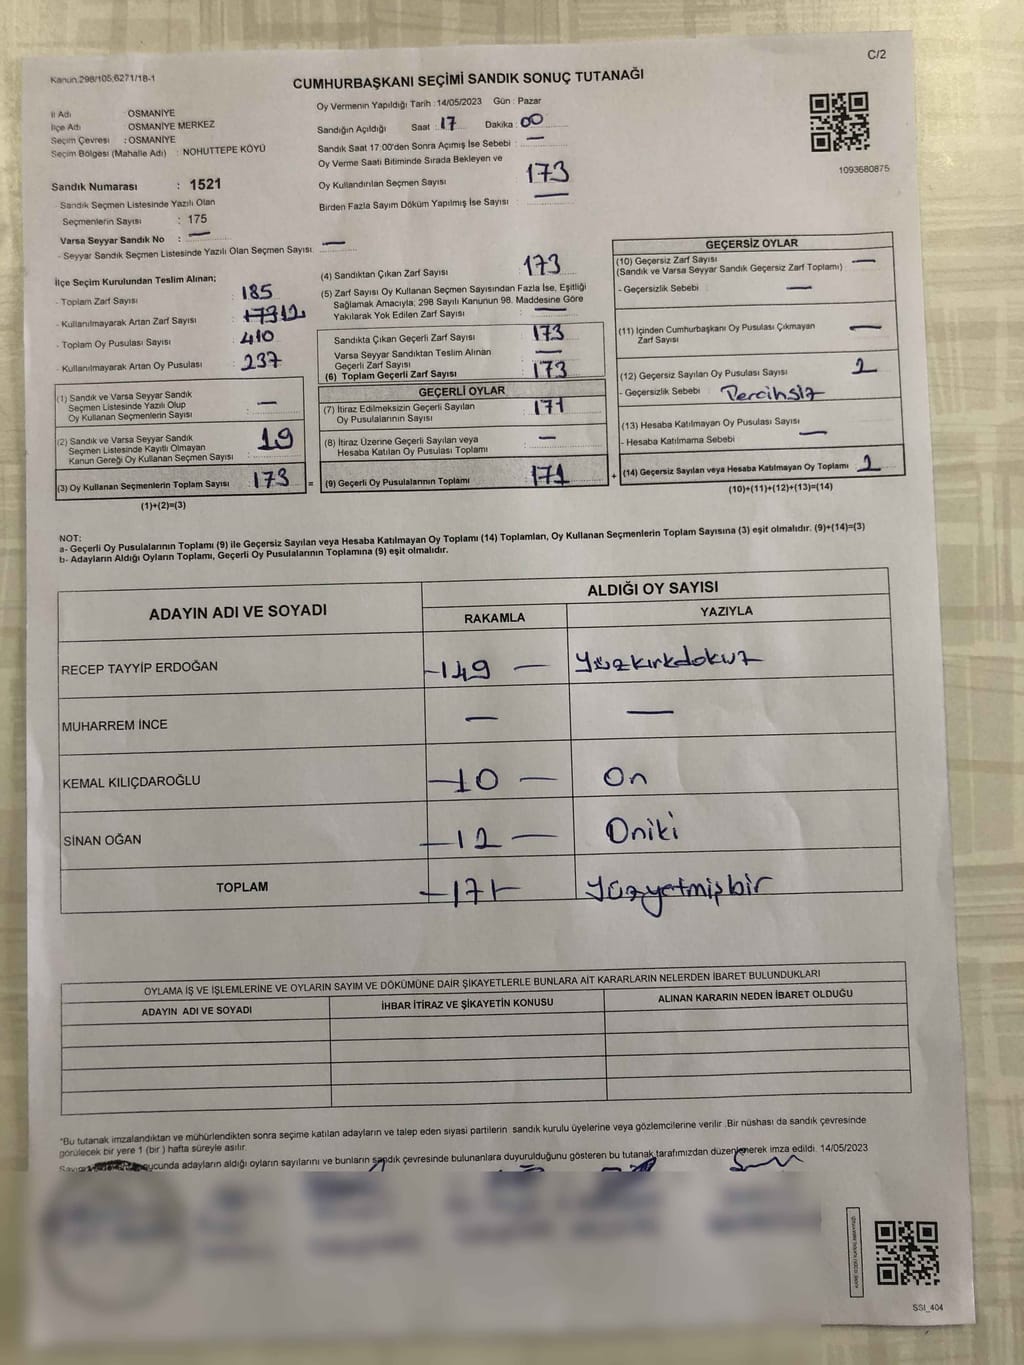 C/2
Kanun.298/105;6271/18-1
CUMHURBAŞKANI SEÇİMİ SANDIK SONUÇ TUTANAĞI
İl Adı : OSMANİYE
İlçe Adı : OSMANİYE MERKEZ
Seçim Çevresi : OSMANİYE
Seçim Bölgesi (Mahalle Adı) : NOHUTTEPE KÖYÜ
Sandık Numarası : 1521
- Sandık Seçmen Listesinde Yazılı Olan
Seçmenlerin Sayısı : 175
Varsa Seyyar Sandık No : —
- Seyyar Sandık Seçmen Listesinde Yazılı Olan Seçmen Sayısı : —
Oy Vermenin Yapıldığı Tarih : 14/05/2023 Gün : Pazar
Sandığın Açıldığı Saat : 17 Dakika : 00
Sandık Saat 17:00'den Sonra Açımış İse Sebebi : —
Oy Verme Saati Bitiminde Sırada Bekleyen ve
Oy Kullandırılan Seçmen Sayısı 173
Birden Fazla Sayım Döküm Yapılmış İse Sayısı : —
1093680875
İlçe Seçim Kurulundan Teslim Alınan;
- Toplam Zarf Sayısı : 185
- Kullanılmayarak Artan Zarf Sayısı : 12
- Toplam Oy Pusulası Sayısı : 410
- Kullanılmayarak Artan Oy Pusulası : 237
(1) Sandık ve Varsa Seyyar Sandık
Seçmen Listesinde Yazılı Olup
Oy Kullanan Seçmenlerin Sayısı : —
(2) Sandık ve Varsa Seyyar Sandık
Seçmen Listesinde Kayıtlı Olmayan
Kanun Gereği Oy Kullanan Seçmen Sayısı :
(3) Oy Kullanan Seçmenlerin Toplam Sayısı : 173 =
(1)+(2)=(3)
(4) Sandıktan Çıkan Zarf Sayısı : 173
(5) Zarf Sayısı Oy Kullanan Seçmen Sayısından Fazla İse, Eşitliği
Sağlamak Amacıyla; 298 Sayılı Kanunun 98. Maddesine Göre
Yakılarak Yok Edilen Zarf Sayısı : —
Sandıkta Çıkan Geçerli Zarf Sayısı : 173
Varsa Seyyar Sandıktan Teslim Alınan
Geçerli Zarf Sayısı : —
(6) Toplam Geçerli Zarf Sayısı : 173
GEÇERLİ OYLAR
(7) İtiraz Edilmeksizin Geçerli Sayılan
Oy Pusulalarının Sayısı : 171
(8) İtiraz Üzerine Geçerli Sayılan veya
Hesaba Katılan Oy Pusulası Toplamı : —
(9) Geçerli Oy Pusulalarının Toplamı : 171 +
GEÇERSİZ OYLAR
(10) Geçersiz Zarf Sayısı
(Sandık ve Varsa Seyyar Sandık Geçersiz Zarf Toplamı) : —
- Geçersizlik Sebebi : —
(11) İçinden Cumhurbaşkanı Oy Pusulası Çıkmayan
Zarf Sayısı : —
(12) Geçersiz Sayılan Oy Pusulası Sayısı : 2
- Geçersizlik Sebebi : Tercihsiz
(13) Hesaba Katılmayan Oy Pusulası Sayısı : —
- Hesaba Katılmama Sebebi :
(14) Geçersiz Sayılan veya Hesaba Katılmayan Oy Toplamı : 2
(10)+(11)+(12)+(13)=(14)
NOT:
a- Geçerli Oy Pusulalarının Toplamı (9) ile Geçersiz Sayılan veya Hesaba Katılmayan Oy Toplamı (14) Toplamları, Oy Kullanan Seçmenlerin Toplam Sayısına (3) eşit olmalıdır. (9)+(14)=(3)
b- Adayların Aldığı Oyların Toplamı, Geçerli Oy Pusulalarının Toplamına (9) eşit olmalıdır.
ADAYIN ADI VE SOYADI ALDIĞI OY SAYISI
RAKAMLA YAZIYLA
RECEP TAYYİP ERDOĞAN —149— Yüzkırkdokuz
MUHARREM İNCE — —
KEMAL KILIÇDAROĞLU —10— On
SİNAN OĞAN —12— Oniki
TOPLAM —171— Yüzyetmişbir
OYLAMA İŞ VE İŞLEMLERİNE VE OYLARIN SAYIM VE DÖKÜMÜNE DAİR ŞİKAYETLERLE BUNLARA AİT KARARLARIN NELERDEN İBARET BULUNDUKLARI
ADAYIN ADI VE SOYADI İHBAR İTİRAZ VE ŞİKAYETİN KONUSU ALINAN KARARIN NEDEN İBARET OLDUĞU
*Bu tutanak imzalandıktan ve mühürlendikten sonra seçime katılan adayların ve talep eden siyasi partilerin sandık kurulu üyelerine veya gözlemcilerine verilir .Bir nüshası da sandık çevresinde
görülecek bir yere 1 (bir ) hafta süreyle asılır.
adayların aldığı oyların sayılarını ve bunların sandık çevresinde bulunanlara duyurulduğunu gösteren bu tutanak tarafımızdan düzenlenerek imza edildi. 14/05/2023
SSI_404